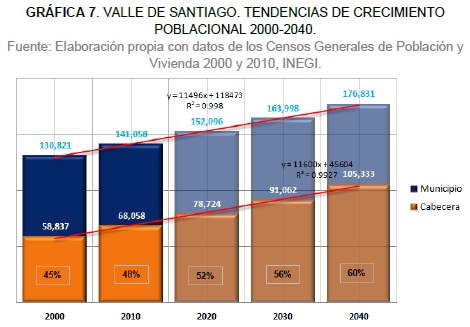 GRÁFICA 7. VALLE DE SANTIAGO. TENDENCIAS DE CRECIMIENTO
POBLACIONAL 2000-2040.
Fuente: Elaboración propia con datos de los Censos Generales de Población y
Vivienda 2000 y 2010, INEGI.
176,831
y = 11496x + 118473
R² = 0.998
163,998
152,096
141,058
130,821
y = 11600x + 45604
R² = 0.9927
105,333
91,062
78,724
68,058
58,837
Municipio
Cabecera
45%
48%
52%
56%
60%
2000
2010
2020
2030
2040